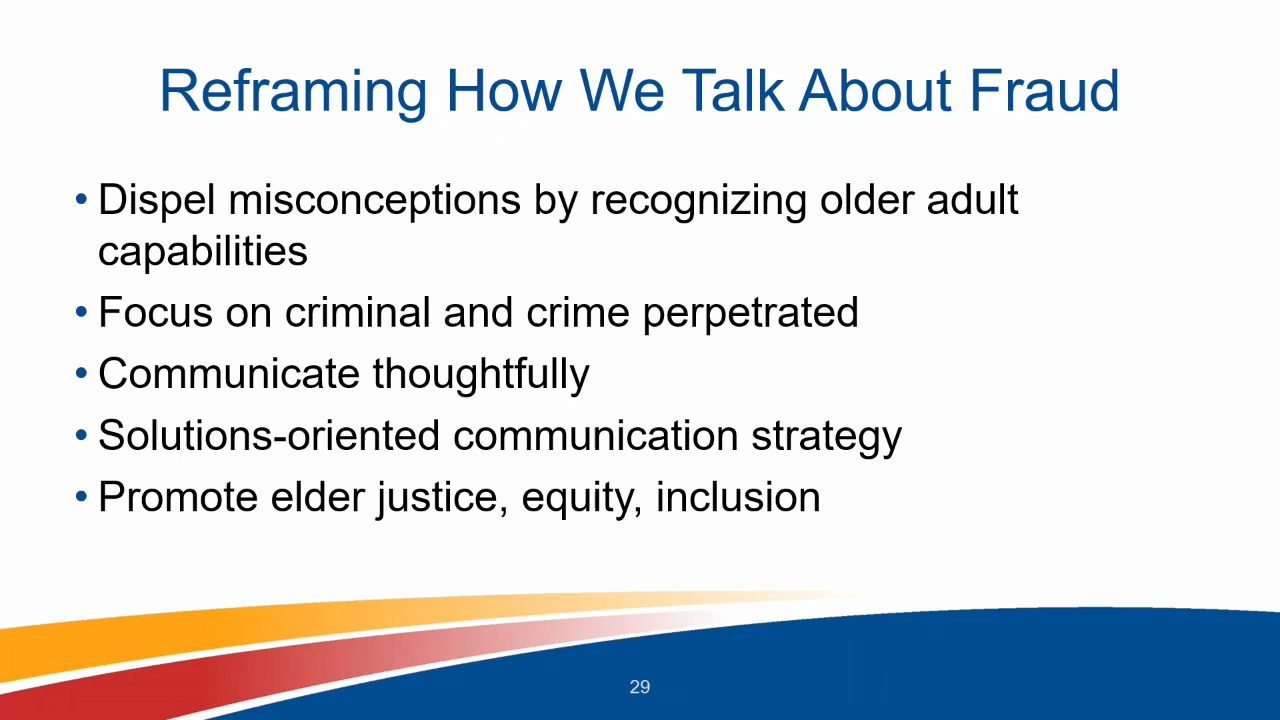 Reframing How We Talk About Fraud
• Dispel misconceptions by recognizing older adult
capabilities
• Focus on criminal and crime perpetrated
• Communicate thoughtfully
• Solutions-oriented communication strategy
• Promote elder justice, equity, inclusion
29